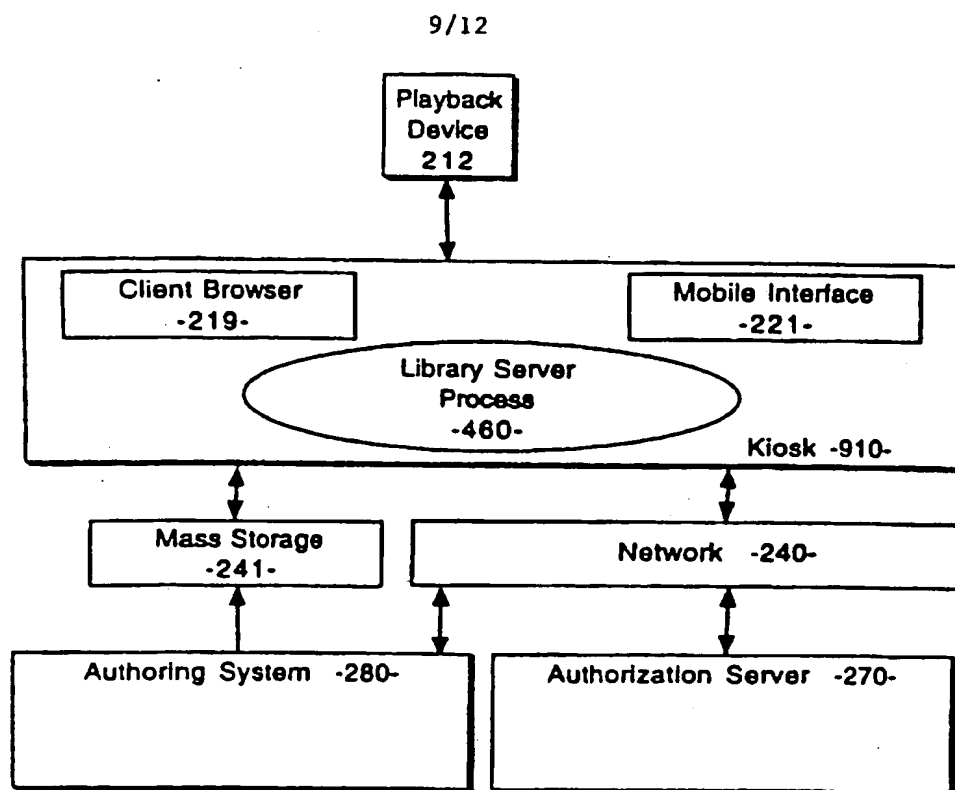 9/12
Playback
Device
212
Client Browser
-219-
Mobile Interface
-221-
Library Server
Process
-460-
Kiosk -910-
Mass Storage
-241-
Network -240-
Authoring System -280-
Authorization Server -270-